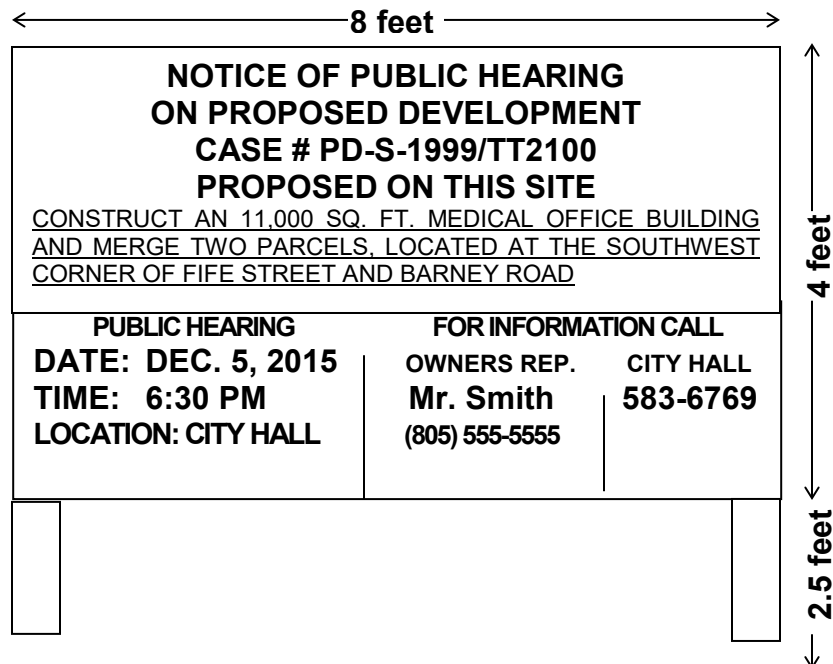 8 feet
NOTICE OF PUBLIC HEARING
ON PROPOSED DEVELOPMENT
CASE # PD-S-1999/TT2100
PROPOSED ON THIS SITE
CONSTRUCT AN 11,000 SQ. FT. MEDICAL OFFICE BUILDING
AND MERGE TWO PARCELS, LOCATED AT THE SOUTHWEST
CORNER OF FIFE STREET AND BARNEY ROAD
4 feet
PUBLIC HEARING
DATE: DEC. 5, 2015
TIME: 6:30 PM
LOCATION: CITY HALL
FOR INFORMATION CALL
OWNERS REP.
Mr. Smith
(805) 555-5555
CITY HALL
583-6769
2.5 feet